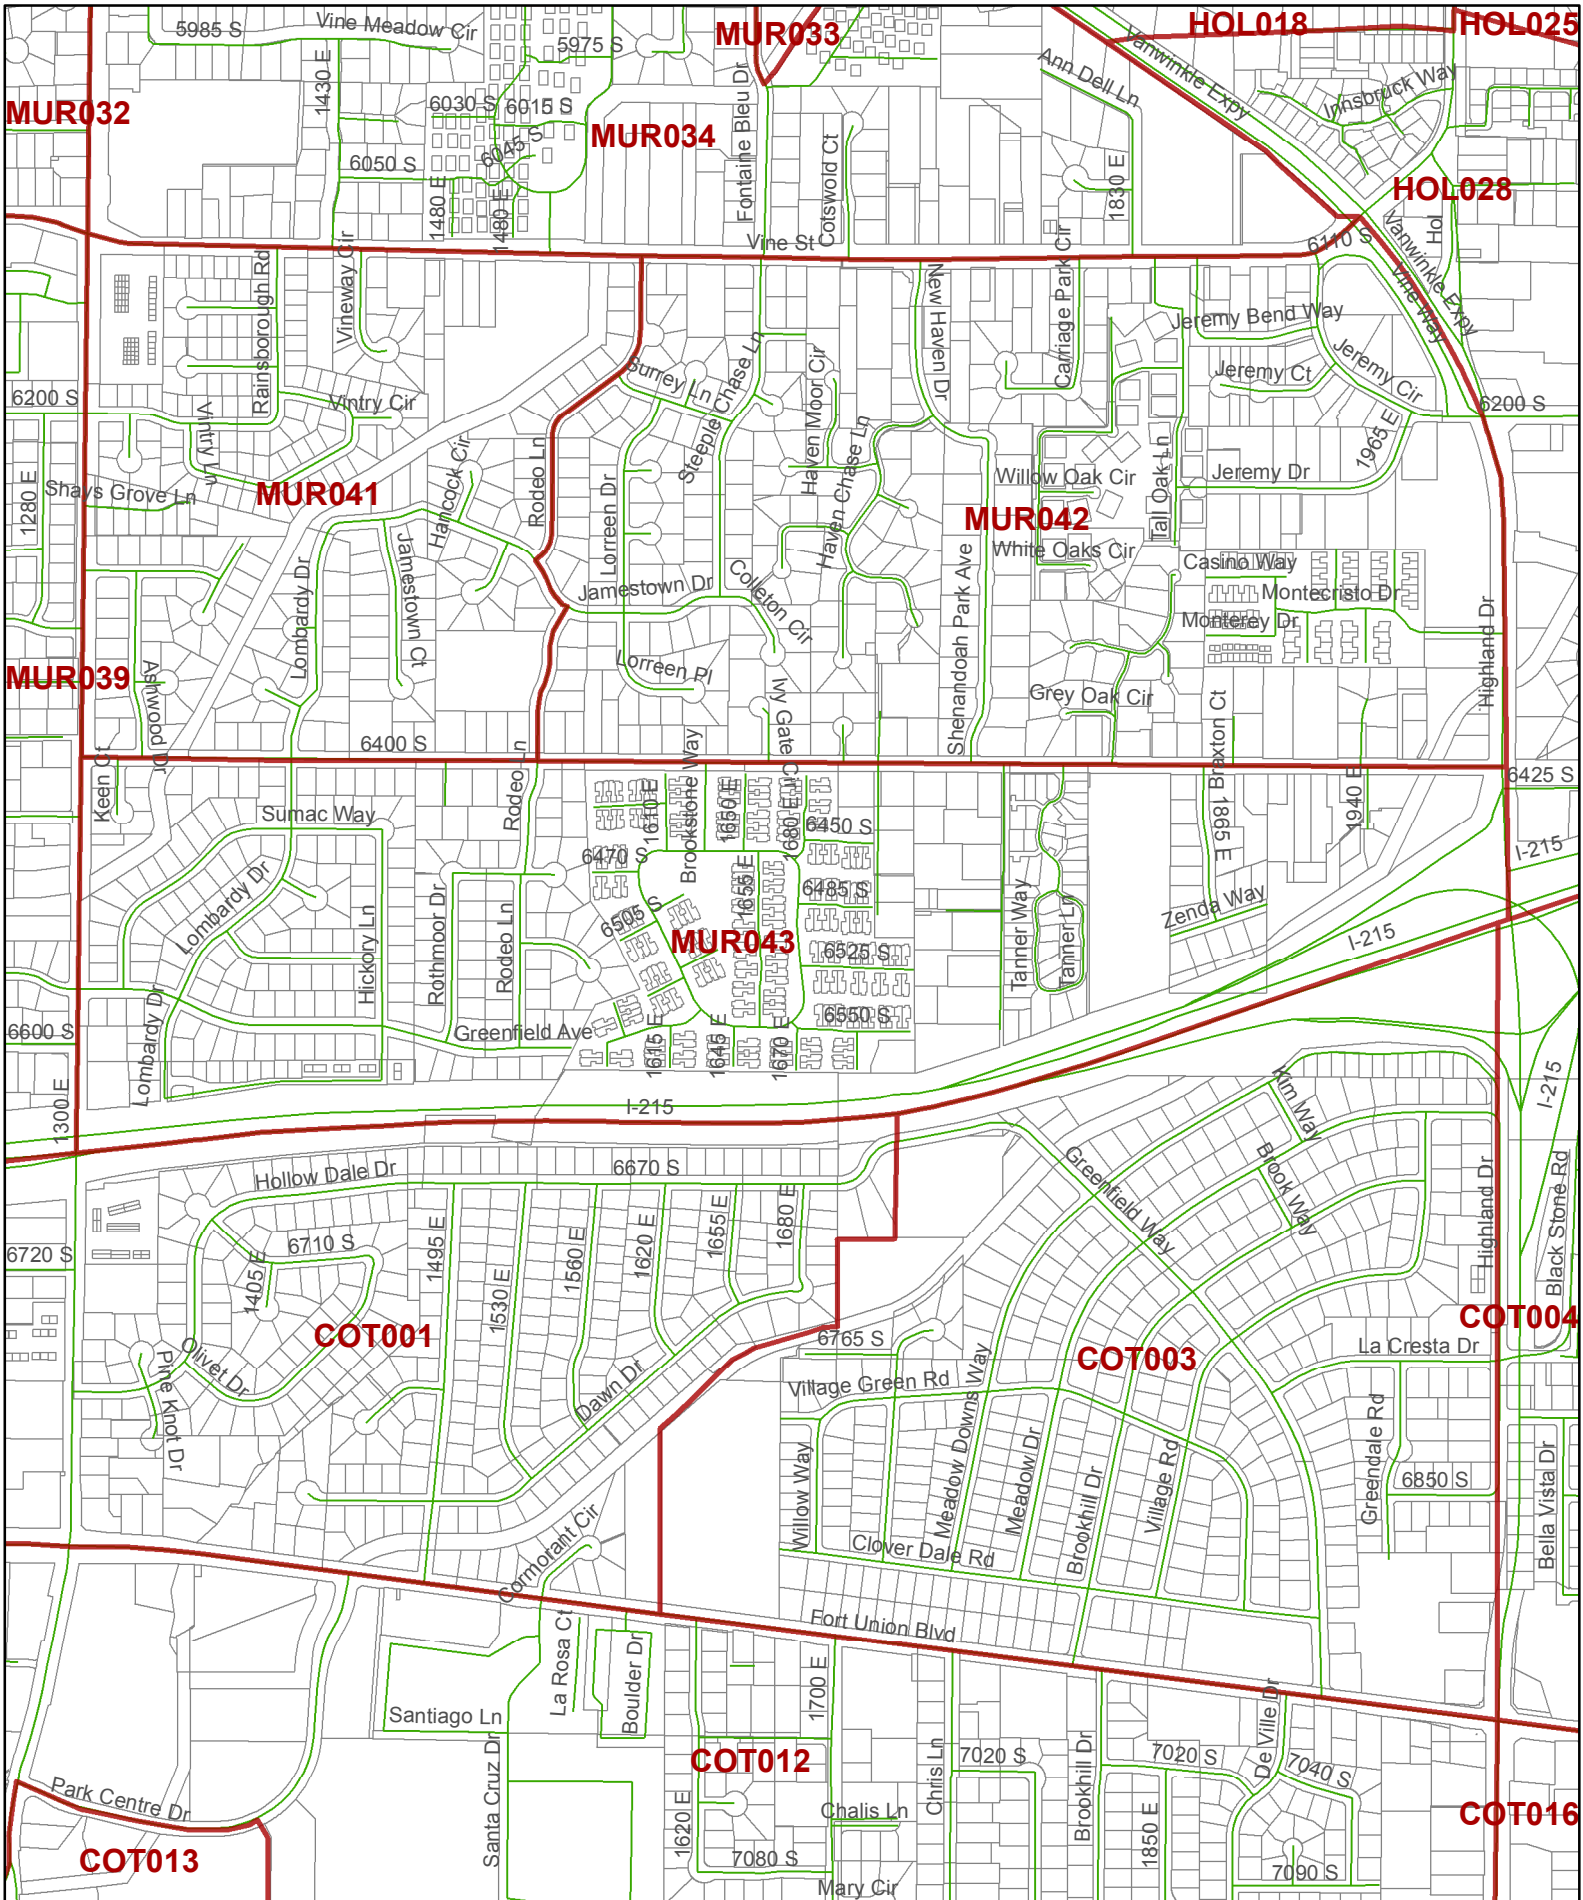 5985 S
Vine Meadow Cir
5975 S
MUR033
HOL018
HOL025
1430 E
Ann Dell Ln
Vanwinkle Expy
Innsbruck Way
MUR032
6030 S
6015 S
MUR034
Fontaine Bleu Dr
6045 S
6050 S
Cotswold Ct
1830 E
1480 E
1480 E
HOL028
Hol
Vine St
6110 S
Vanwinkle Expy
Vine Way
Rainsborough Rd
Vineway Cir
New Haven Dr
Carriage Park Cir
Jeremy Bend Way
Jeremy Cir
Jeremy Ct
Surrey Ln
Steeple Chase Ln
Haven Moor Cir
6200 S
Vintry Cir
Vintry Ln
6200 S
1965 E
Hancock Cir
Rodeo Ln
Haven Chase Ln
Willow Oak Cir
Tall Oak Ln
Jeremy Dr
1280 E
Shays Grove Ln
MUR041
Lorreen Dr
MUR042
White Oaks Cir
Casino Way
Jamestown Ct
Lombardy Dr
Jamestown Dr
Colleton Cir
Shenandoah Park Ave
Montecristo Dr
Monterey Dr
Highland Dr
MUR039
Ashwood Dr
Lorreen Pl
Ivy Gate Cir
Grey Oak Cir
Braxton Ct
6400 S
Keen Ct
Rodeo Ln
Brookstone Way
6425 S
Sumac Way
1610 E
1650 E
1680 E
6450 S
1865 E
1940 E
I-215
6470 S
1655 E
6485 S
Lombardy Dr
Hickory Ln
Rothmoor Dr
Rodeo Ln
6505 S
MUR043
Tanner Way
Tanner Ln
Zenda Way
I-215
6525 S
Lombardy Dr
6600 S
Greenfield Ave
6550 S
1615 E
1645 E
1670 E
I-215
1300 E
I-215
Kim Way
Hollow Dale Dr
6670 S
Greenfield Way
Brook Way
Highland Dr
Black Stone Rd
6720 S
6710 S
1405 E
1495 E
1530 E
1560 E
1620 E
1655 E
1680 E
COT001
6765 S
COT003
COT004
La Cresta Dr
Olivet Dr
Pine Knot Dr
Dawn Dr
Village Green Rd
Meadow Downs Way
Meadow Dr
Brookhill Dr
Village Rd
Greendale Rd
6850 S
Bella Vista Dr
Willow Way
Clover Dale Rd
Cormorant Cir
Fort Union Blvd
La Rosa Ct
Boulder Dr
1700 E
Santiago Ln
Santa Cruz Dr
COT012
Chris Ln
7020 S
Brookhill Dr
7020 S
De Ville Dr
7040 S
Park Centre Dr
1620 E
Chalis Ln
1850 E
COT016
COT013
7080 S
Mary Cir
7090 S